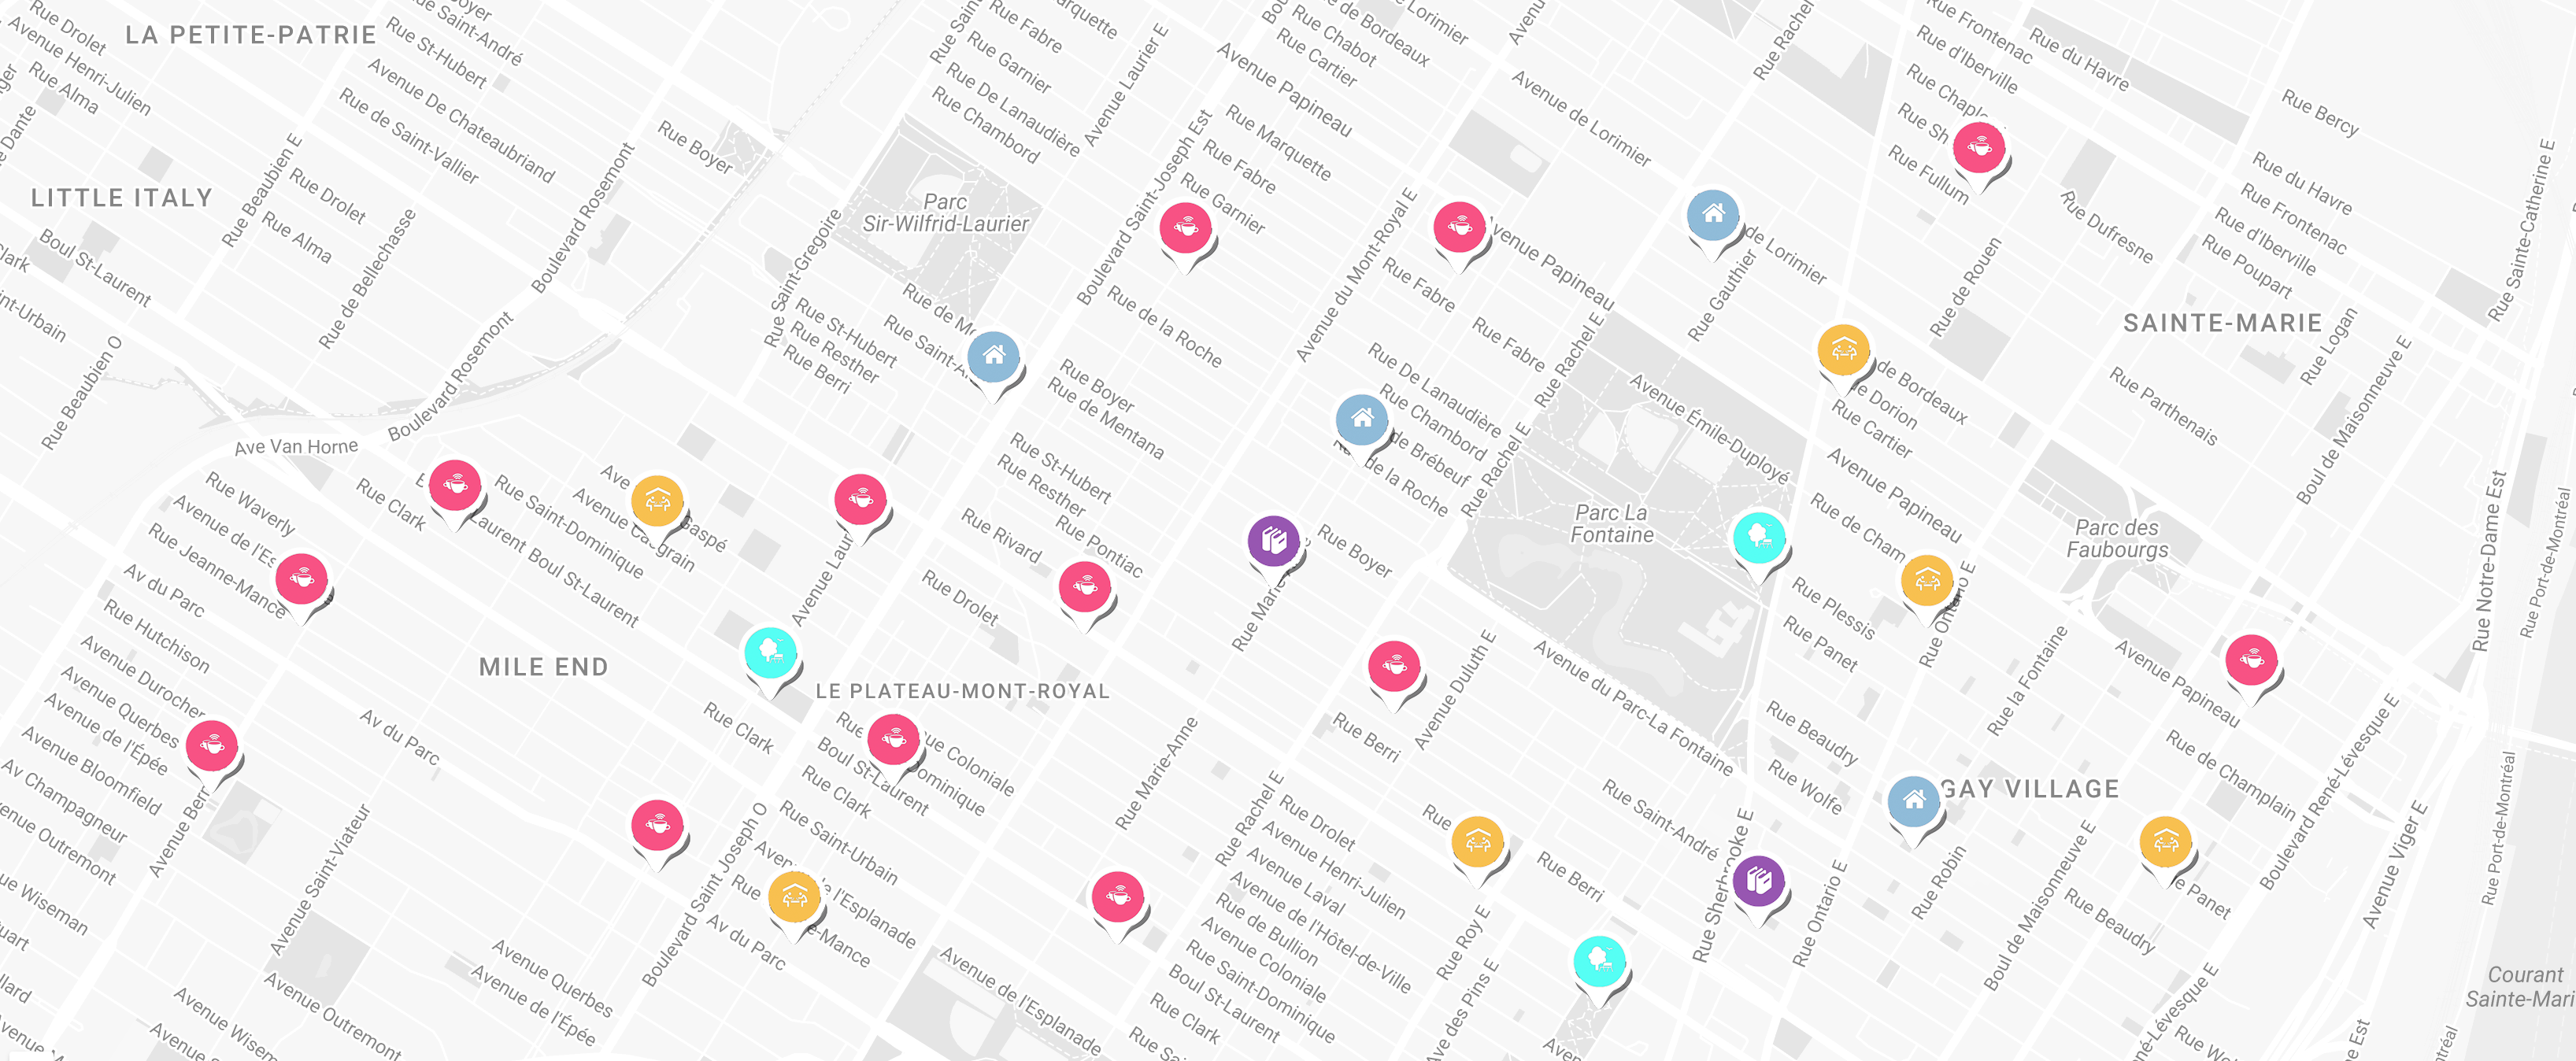 LA PETITE-PATRIE
Rue Drolet
Avenue Henri-Julien
Rue Alma
Rue Saint-André
Rue St-Hubert
Avenue De Chateaubriand
Rue de Saint-Vallier
Rue Boyer
Rue Fabre
Rue Garnier
Rue De Lanaudière
Rue Chambord
Avenue Laurier E
Avenue Papineau
Rue Chabot
Rue Cartier
Rue Marquette
Rue Fabre
Rue Garnier
Avenue de Lorimier
Rue Rachel
Rue Frontenac
Rue d'Iberville
Rue du Havre
Rue Fullum
Rue Dufresne
Rue Bercy
Rue du Havre
Rue Frontenac
Rue d'Iberville
Rue Poupart
Rue Sainte-Catherine E
LITTLE ITALY
Rue Beaubien E
Rue Drolet
Rue Alma
Boul St-Laurent
Rue de Bellechasse
Boulevard Rosemont
Parc
Sir-Wilfrid-Laurier
Rue Saint-Gregoire
Boulevard Saint-Joseph Est
Avenue du Mont-Royal E
Rue de la Roche
Rue St-Hubert
Rue Resther
Rue Berri
Rue Fabre
Rue Fabre
Avenue Papineau
Rue Gauthier
de Lorimier
Rue de Rouen
SAINTE-MARIE
Rue Logan
Boul de Maisonneuve E
Rue Parthenais
Rue Beaubien O
Boulevard Rosemont
Ave Van Horne
Rue Boyer
Rue de Mentana
Rue St-Hubert
Rue Resther
Rue De Lanaudière
Rue Chambord
de Brébeuf
de la Roche
Rue Rachel E
Rue Rachel E
Avenue Émile-Duployé
de Bordeaux
Rue Dorion
Rue Cartier
Avenue Papineau
Parc La
Fontaine
Parc des
Faubourgs
Rue Notre-Dame Est
Rue Port-de-Montréal
Rue Waverly
Rue Jeanne-Mance
Av du Parc
Rue Hutchison
Avenue Durocher
Avenue Querbes
Avenue de l'Épée
Avenue Bloomfield
Av Champagneur
Rue Clark
Laurent Boul St-Laurent
Rue Saint-Dominique
Gaspé
Rue Rivard
Rue Pontiac
Rue Drolet
Rue Boyer
Rue Plessis
Rue Panet
Rue la Fontaine
Avenue Papineau
Rue de Champlain
MILE END
LE PLATEAU-MONT-ROYAL
Av du Parc
Rue Clark
Boul St-Laurent
Rue Clark
Rue Saint-Urbain
Rue Marie-Anne
Rue Berri
Avenue Duluth E
Avenue du Parc-La Fontaine
Rue Beaudry
Rue Wolfe
GAY VILLAGE
Boulevard René-Lévesque E
Avenue Viger E
Rue Port-de-Montréal
Avenue Saint-Viateur
Boulevard Saint Joseph O
Av du Parc
Rue Rachel E
Rue Drolet
Avenue Henri-Julien
Avenue Laval
Avenue de l'Hôtel-de-Ville
Rue de Bullion
Avenue Coloniale
Rue Saint-Dominique
Boul St-Laurent
Rue Clark
Rue Roy E
Rue Berri
Rue Saint-André
Rue Ontario E
Rue Robin
Boul de Maisonneuve E
Rue Beaudry
Avenue Querbes
Avenue de l'Épée
Avenue Outremont
Avenue de l'Esplanade
Courant